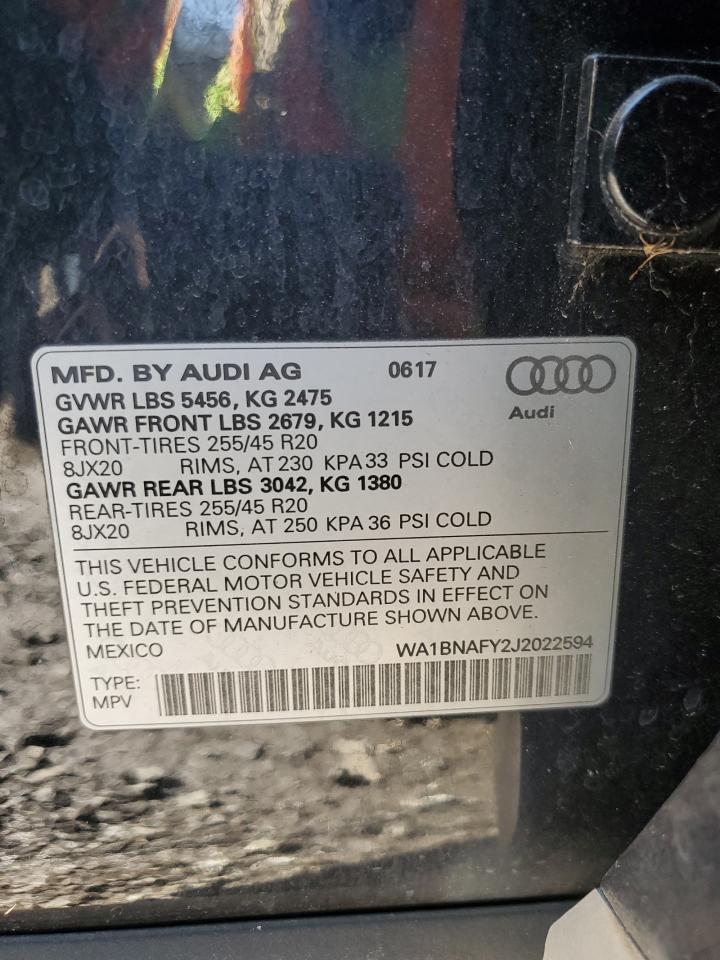 MFD. BY AUDI AG 0617
GVWR LBS 5456, KG 2475
GAWR FRONT LBS 2679, KG 1215
Audi
FRONT-TIRES 255/45 R20
8JX20 RIMS, AT 230 KPA 33 PSI COLD
GAWR REAR LBS 3042, KG 1380
REAR-TIRES 255/45 R20
8JX20 RIMS, AT 250 KPA 36 PSI COLD
THIS VEHICLE CONFORMS TO ALL APPLICABLE
U.S. FEDERAL MOTOR VEHICLE SAFETY AND
THEFT PREVENTION STANDARDS IN EFFECT ON
THE DATE OF MANUFACTURE SHOWN ABOVE.
MEXICO WA1BNAFY2J2022594
TYPE:
MPV